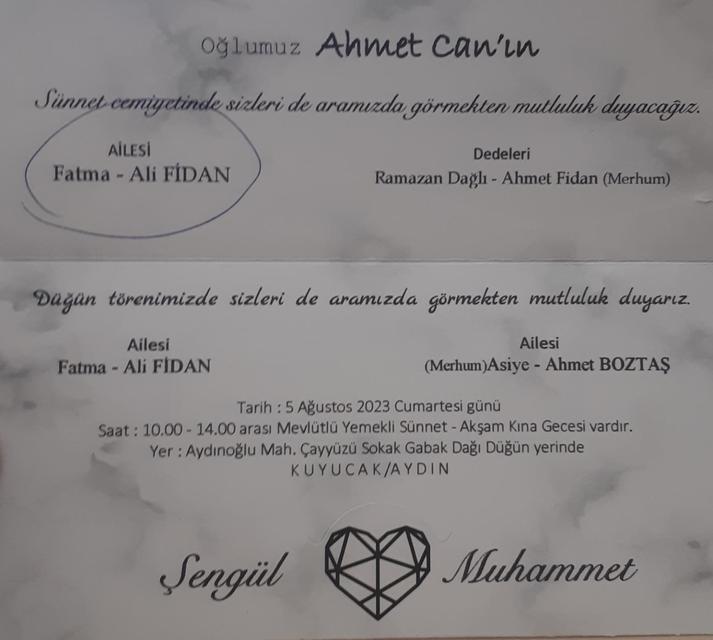 Oğlumuz Ahmet Can'ın
Sünnet cemiyetinde sizleri de aramızda görmekten mutluluk duyacağız.
AİLESİ
Fatma - Ali FİDAN
Dedeleri
Ramazan Dağlı - Ahmet Fidan (Merhum)
Düğün törenimizde sizleri de aramızda görmekten mutluluk duyarız.
Ailesi
Fatma - Ali FİDAN
Ailesi
(Merhum)Asiye - Ahmet BOZTAŞ
Tarih : 5 Ağustos 2023 Cumartesi günü
Saat : 10.00 - 14.00 arası Mevlütlü Yemekli Sünnet - Akşam Kına Gecesi vardır.
Yer : Aydınoğlu Mah. Çayyüzü Sokak Gabak Dağı Düğün yerinde
KUYUCAK/AYDIN
Şengül Muhammet